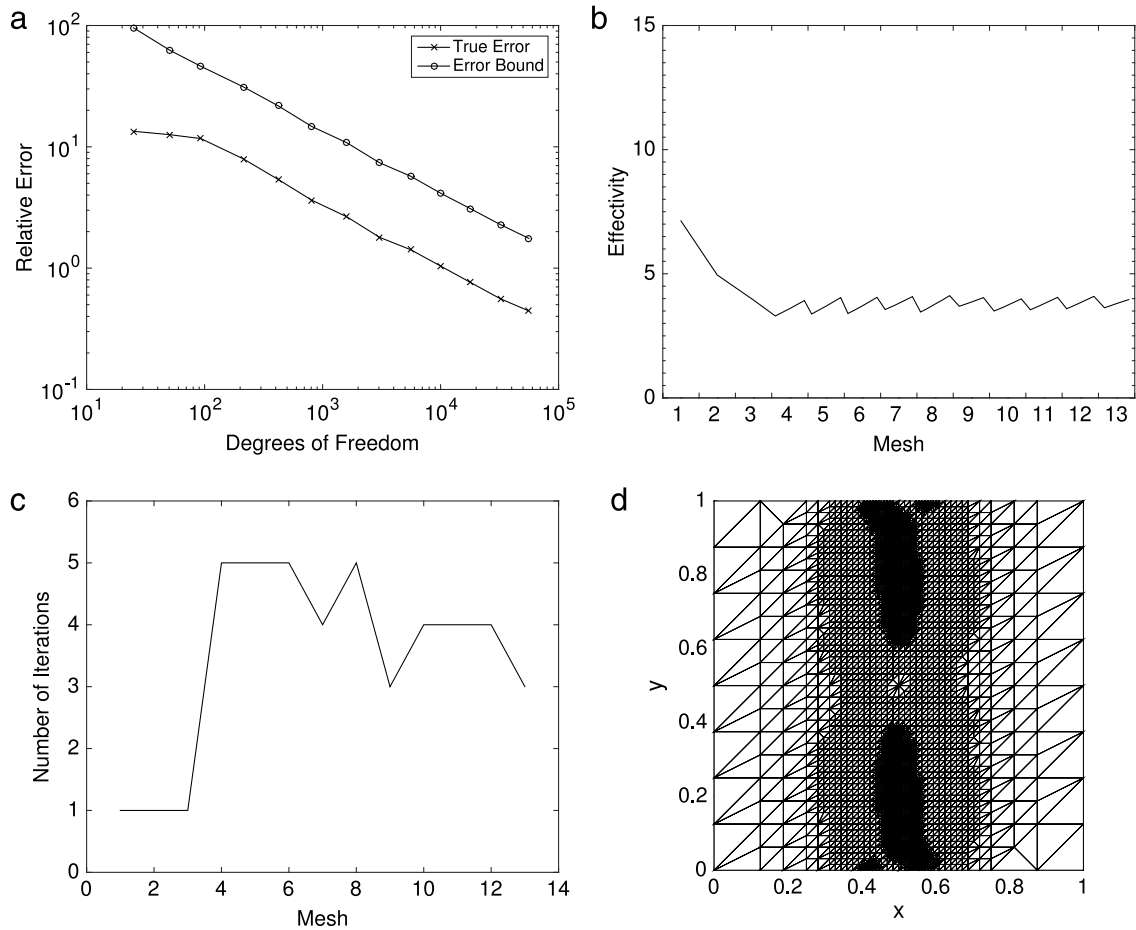 a
10^2
10^1
10^0
10^-1
Relative Error
True Error
Error Bound
10^1
10^2
10^3
10^4
10^5
Degrees of Freedom
b
15
10
5
0
Effectivity
1 2 3 4 5 6 7 8 9 10 11 12 13
Mesh
c
6
5
4
3
2
1
0
Number of Iterations
0 2 4 6 8 10 12 14
Mesh
d
1
0.8
0.6
0.4
0.2
0
y
0 0.2 0.4 0.6 0.8 1
x